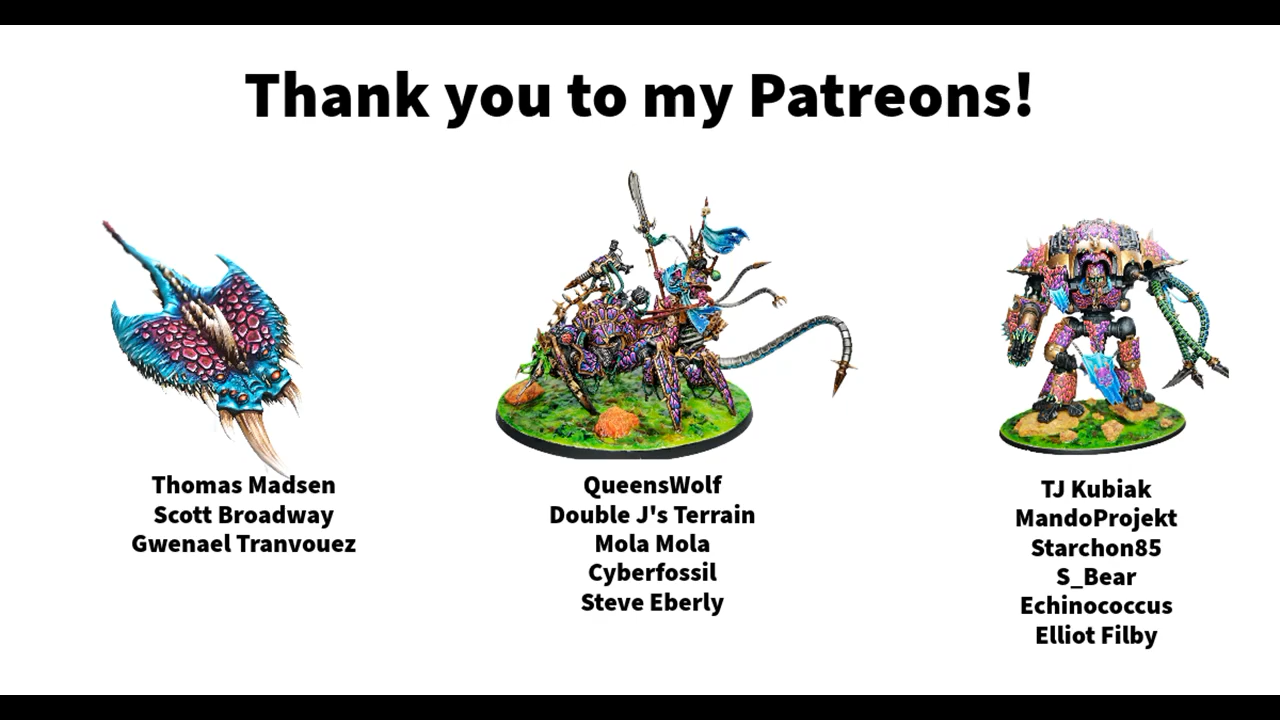 Thank you to my Patreons!
Thomas Madsen
Scott Broadway
Gwenael Tranvouez
QueensWolf
Double J's Terrain
Mola Mola
Cyberfossil
Steve Eberly
TJ Kubiak
MandoProjekt
Starchon85
S_Bear
Echinococcus
Elliot Filby